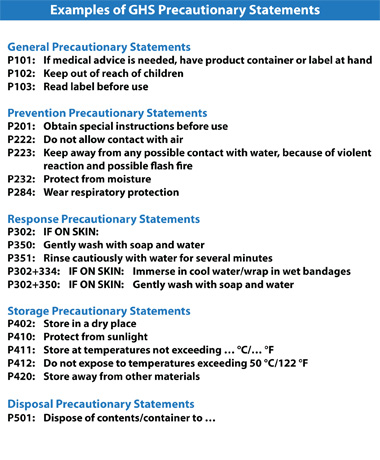 Examples of GHS Precautionary Statements
General Precautionary Statements
P101: If medical advice is needed, have product container or label at hand
P102: Keep out of reach of children
P103: Read label before use
Prevention Precautionary Statements
P201: Obtain special instructions before use
P222: Do not allow contact with air
P223: Keep away from any possible contact with water, because of violent
reaction and possible flash fire
P232: Protect from moisture
P284: Wear respiratory protection
Response Precautionary Statements
P302: IF ON SKIN:
P350: Gently wash with soap and water
P351: Rinse cautiously with water for several minutes
P302+334: IF ON SKIN: Immerse in cool water/wrap in wet bandages
P302+350: IF ON SKIN: Gently wash with soap and water
Storage Precautionary Statements
P402: Store in a dry place
P410: Protect from sunlight
P411: Store at temperatures not exceeding … °C/… °F
P412: Do not expose to temperatures exceeding 50 °C/122 °F
P420: Store away from other materials
Disposal Precautionary Statements
P501: Dispose of contents/container to …